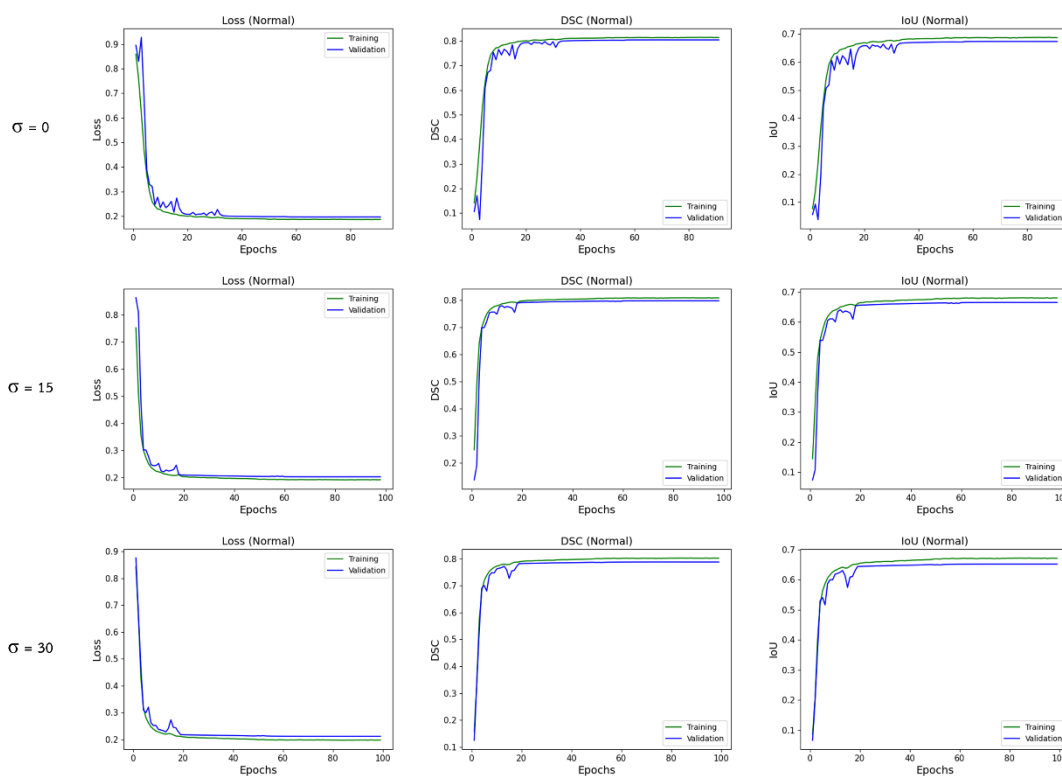 Loss (Normal)
DSC (Normal)
IoU (Normal)
σ = 0
Loss
0.9
0.8
0.7
0.6
0.5
0.4
0.3
0.2
0 20 40 60 80
Epochs
Training
Validation
DSC
0.8
0.7
0.6
0.5
0.4
0.3
0.2
0.1
0 20 40 60 80
Epochs
Training
Validation
IoU
0.7
0.6
0.5
0.4
0.3
0.2
0.1
0 20 40 60 80
Epochs
Training
Validation
Loss (Normal)
DSC (Normal)
IoU (Normal)
σ = 15
Loss
0.8
0.7
0.6
0.5
0.4
0.3
0.2
0 20 40 60 80 100
Epochs
Training
Validation
DSC
0.8
0.7
0.6
0.5
0.4
0.3
0.2
0 20 40 60 80 100
Epochs
Training
Validation
IoU
0.7
0.6
0.5
0.4
0.3
0.2
0.1
0 20 40 60 80
Epochs
Training
Validation
Loss (Normal)
DSC (Normal)
IoU (Normal)
σ = 30
Loss
0.9
0.8
0.7
0.6
0.5
0.4
0.3
0.2
0 20 40 60 80 100
Epochs
Training
Validation
DSC
0.8
0.7
0.6
0.5
0.4
0.3
0.2
0.1
0 20 40 60 80 100
Epochs
Training
Validation
IoU
0.7
0.6
0.5
0.4
0.3
0.2
0.1
0 20 40 60 80
Epochs
Training
Validation